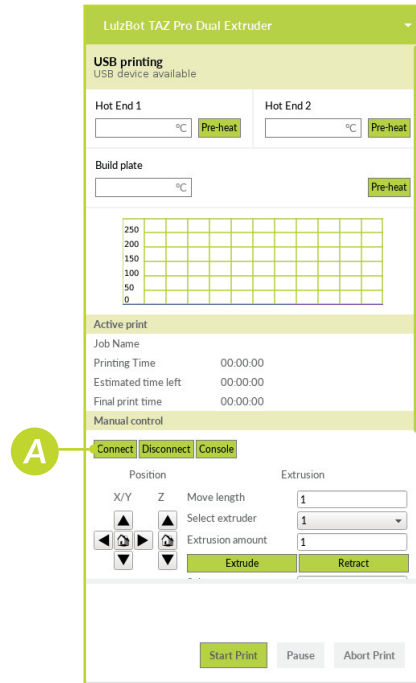 LulzBot TAZ Pro Dual Extruder
USB printing
USB device available
Hot End 1
Hot End 2
°C Pre-heat
°C Pre-heat
Build plate
°C Pre-heat
250
200
150
100
50
0
Active print
Job Name
Printing Time 00:00:00
Estimated time left 00:00:00
Final print time 00:00:00
Manual control
A
Connect Disconnect Console
Position Extrusion
X/Y Z Move length 1
Select extruder 1
Extrusion amount 1
Extrude Retract
Start Print Pause Abort Print